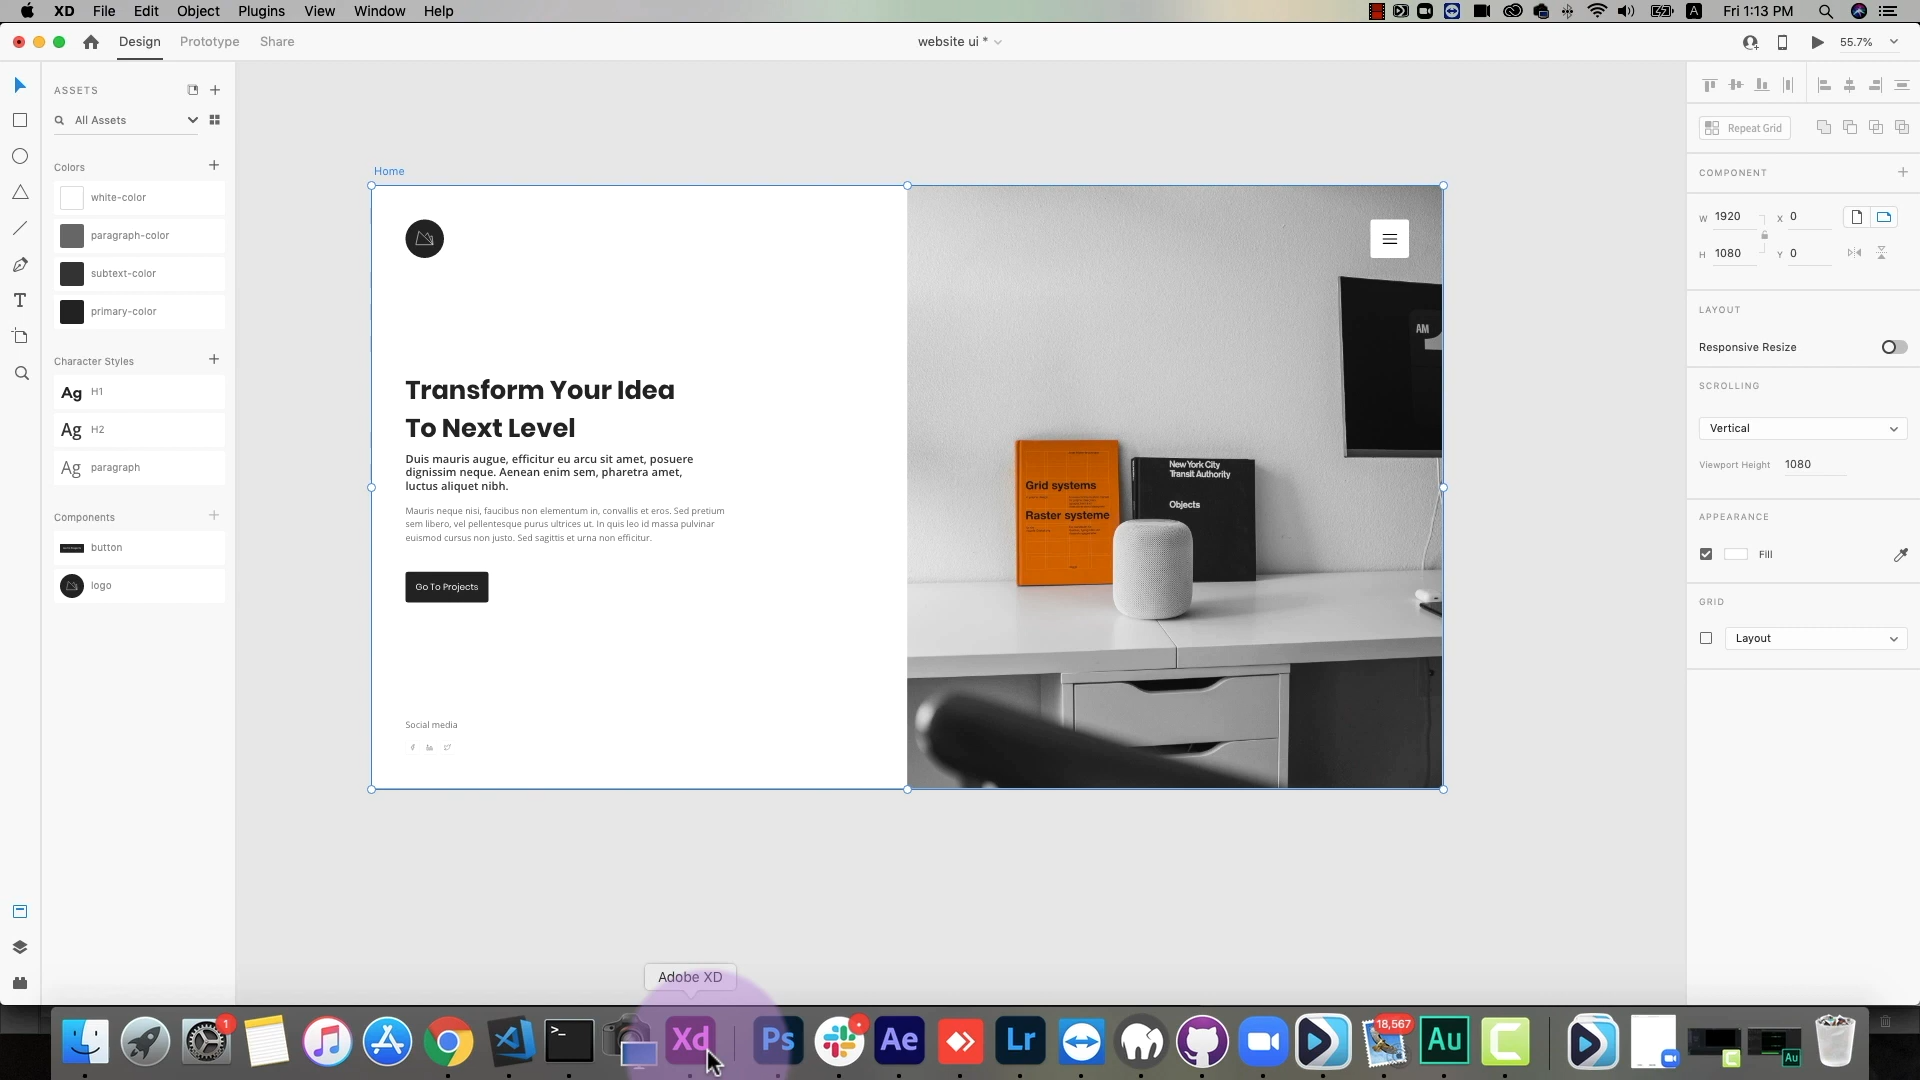 XD File Edit Object Plugins View Window Help
A Fri 1:13 PM
Design Prototype Share
website ui *
55.7%
ASSETS
All Assets
Colors
white-color
paragraph-color
subtext-color
primary-color
Character Styles
Ag H1
Ag H2
Ag paragraph
Components
button
logo
T
Home
Transform Your Idea
To Next Level
Duis mauris augue, efficitur eu arcu sit amet, posuere
dignissim neque. Aenean enim sem, pharetra amet,
luctus aliquet nibh.
Mauris neque nisi, faucibus non elementum in, convallis et eros. Sed pretium
sem libero, vel pellentesque purus ultrices ut. In quis leo id massa pulvinar
euismod cursus non justo. Sed sagittis et urna non efficitur.
Go To Projects
Social media
AM
Grid systems
Raster systeme
New York City
Transit Authority
Objects
Repeat Grid
COMPONENT
W 1920 X 0
H 1080 Y 0
LAYOUT
Responsive Resize
SCROLLING
Vertical
Viewport Height 1080
APPEARANCE
Fill
GRID
Layout
Adobe XD
1
>_
Xd
Ps
Ae
Lr
18,567
Au
C
Au